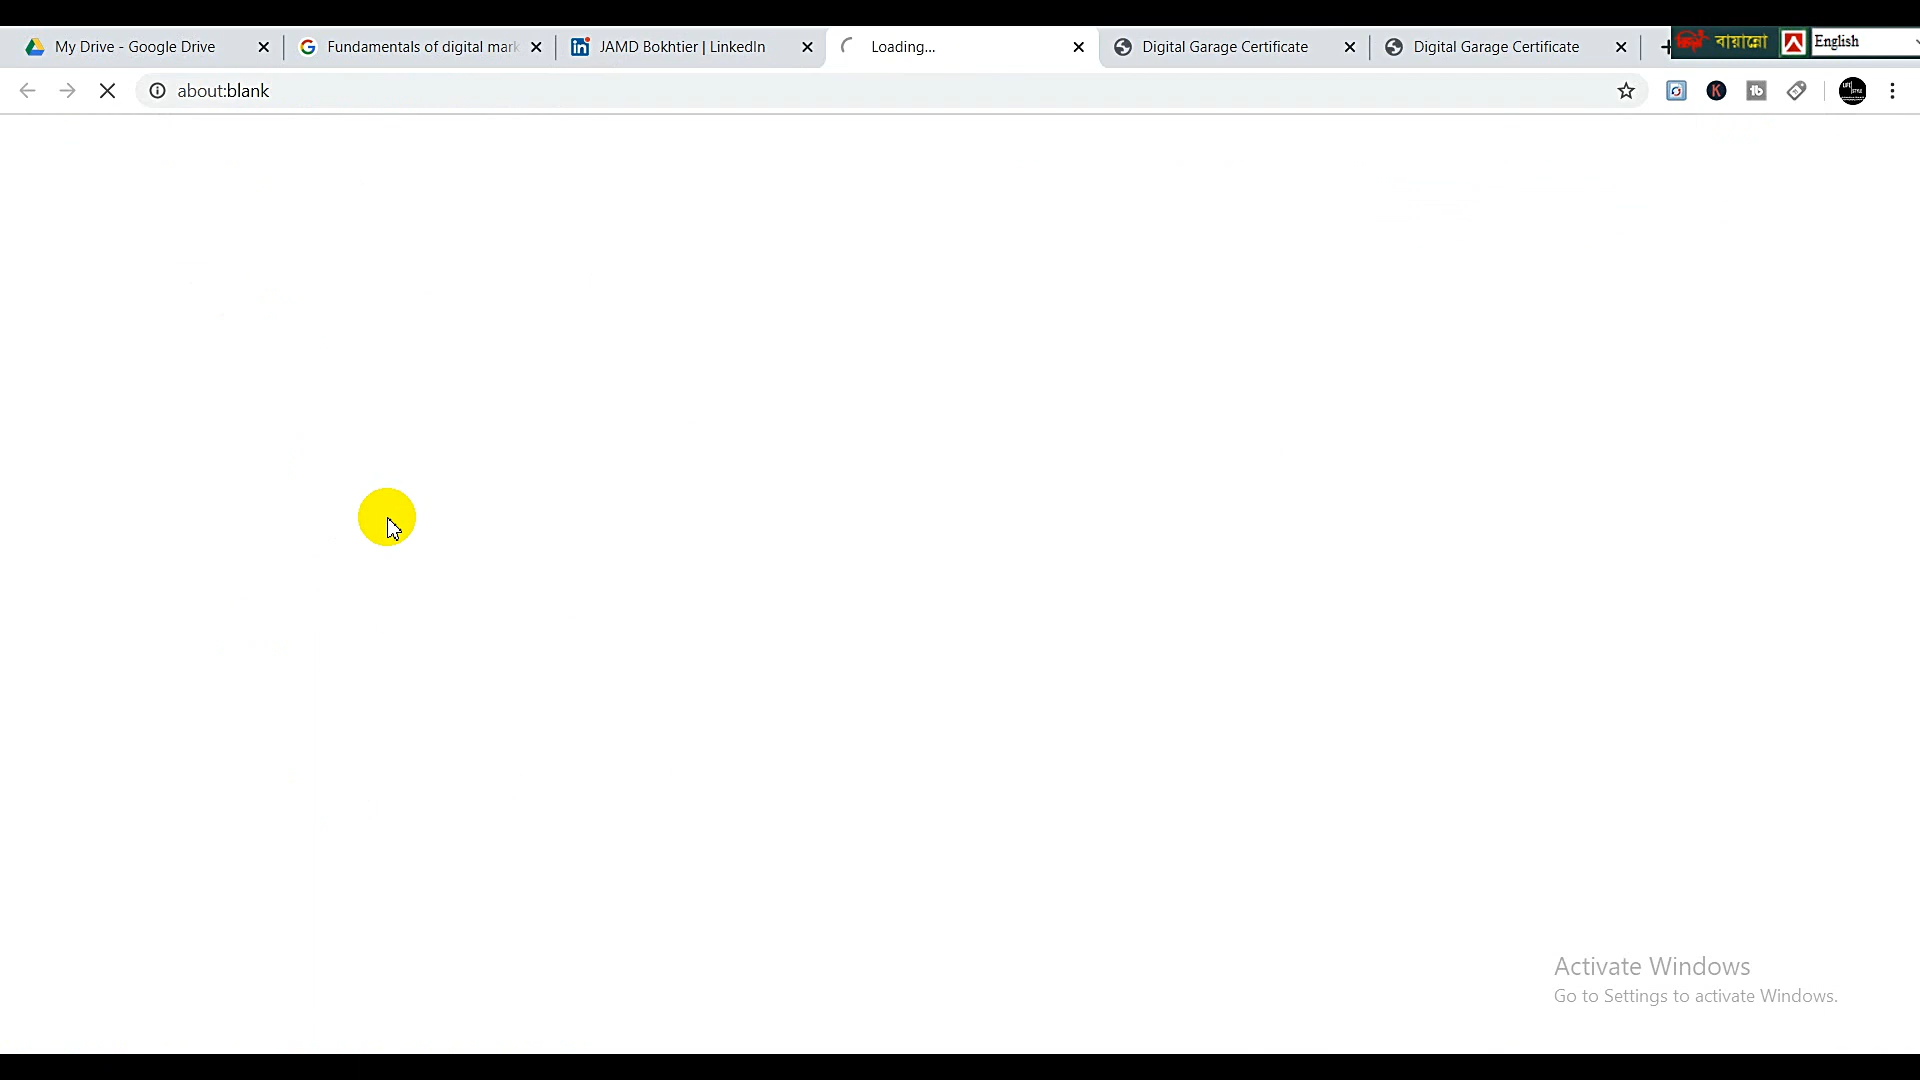 My Drive - Google Drive
Fundamentals of digital mark
JAMD Bokhtier | LinkedIn
Loading...
Digital Garage Certificate
Digital Garage Certificate
বায়ান্নো
English
about:blank
K
tb
Activate Windows
Go to Settings to activate Windows.